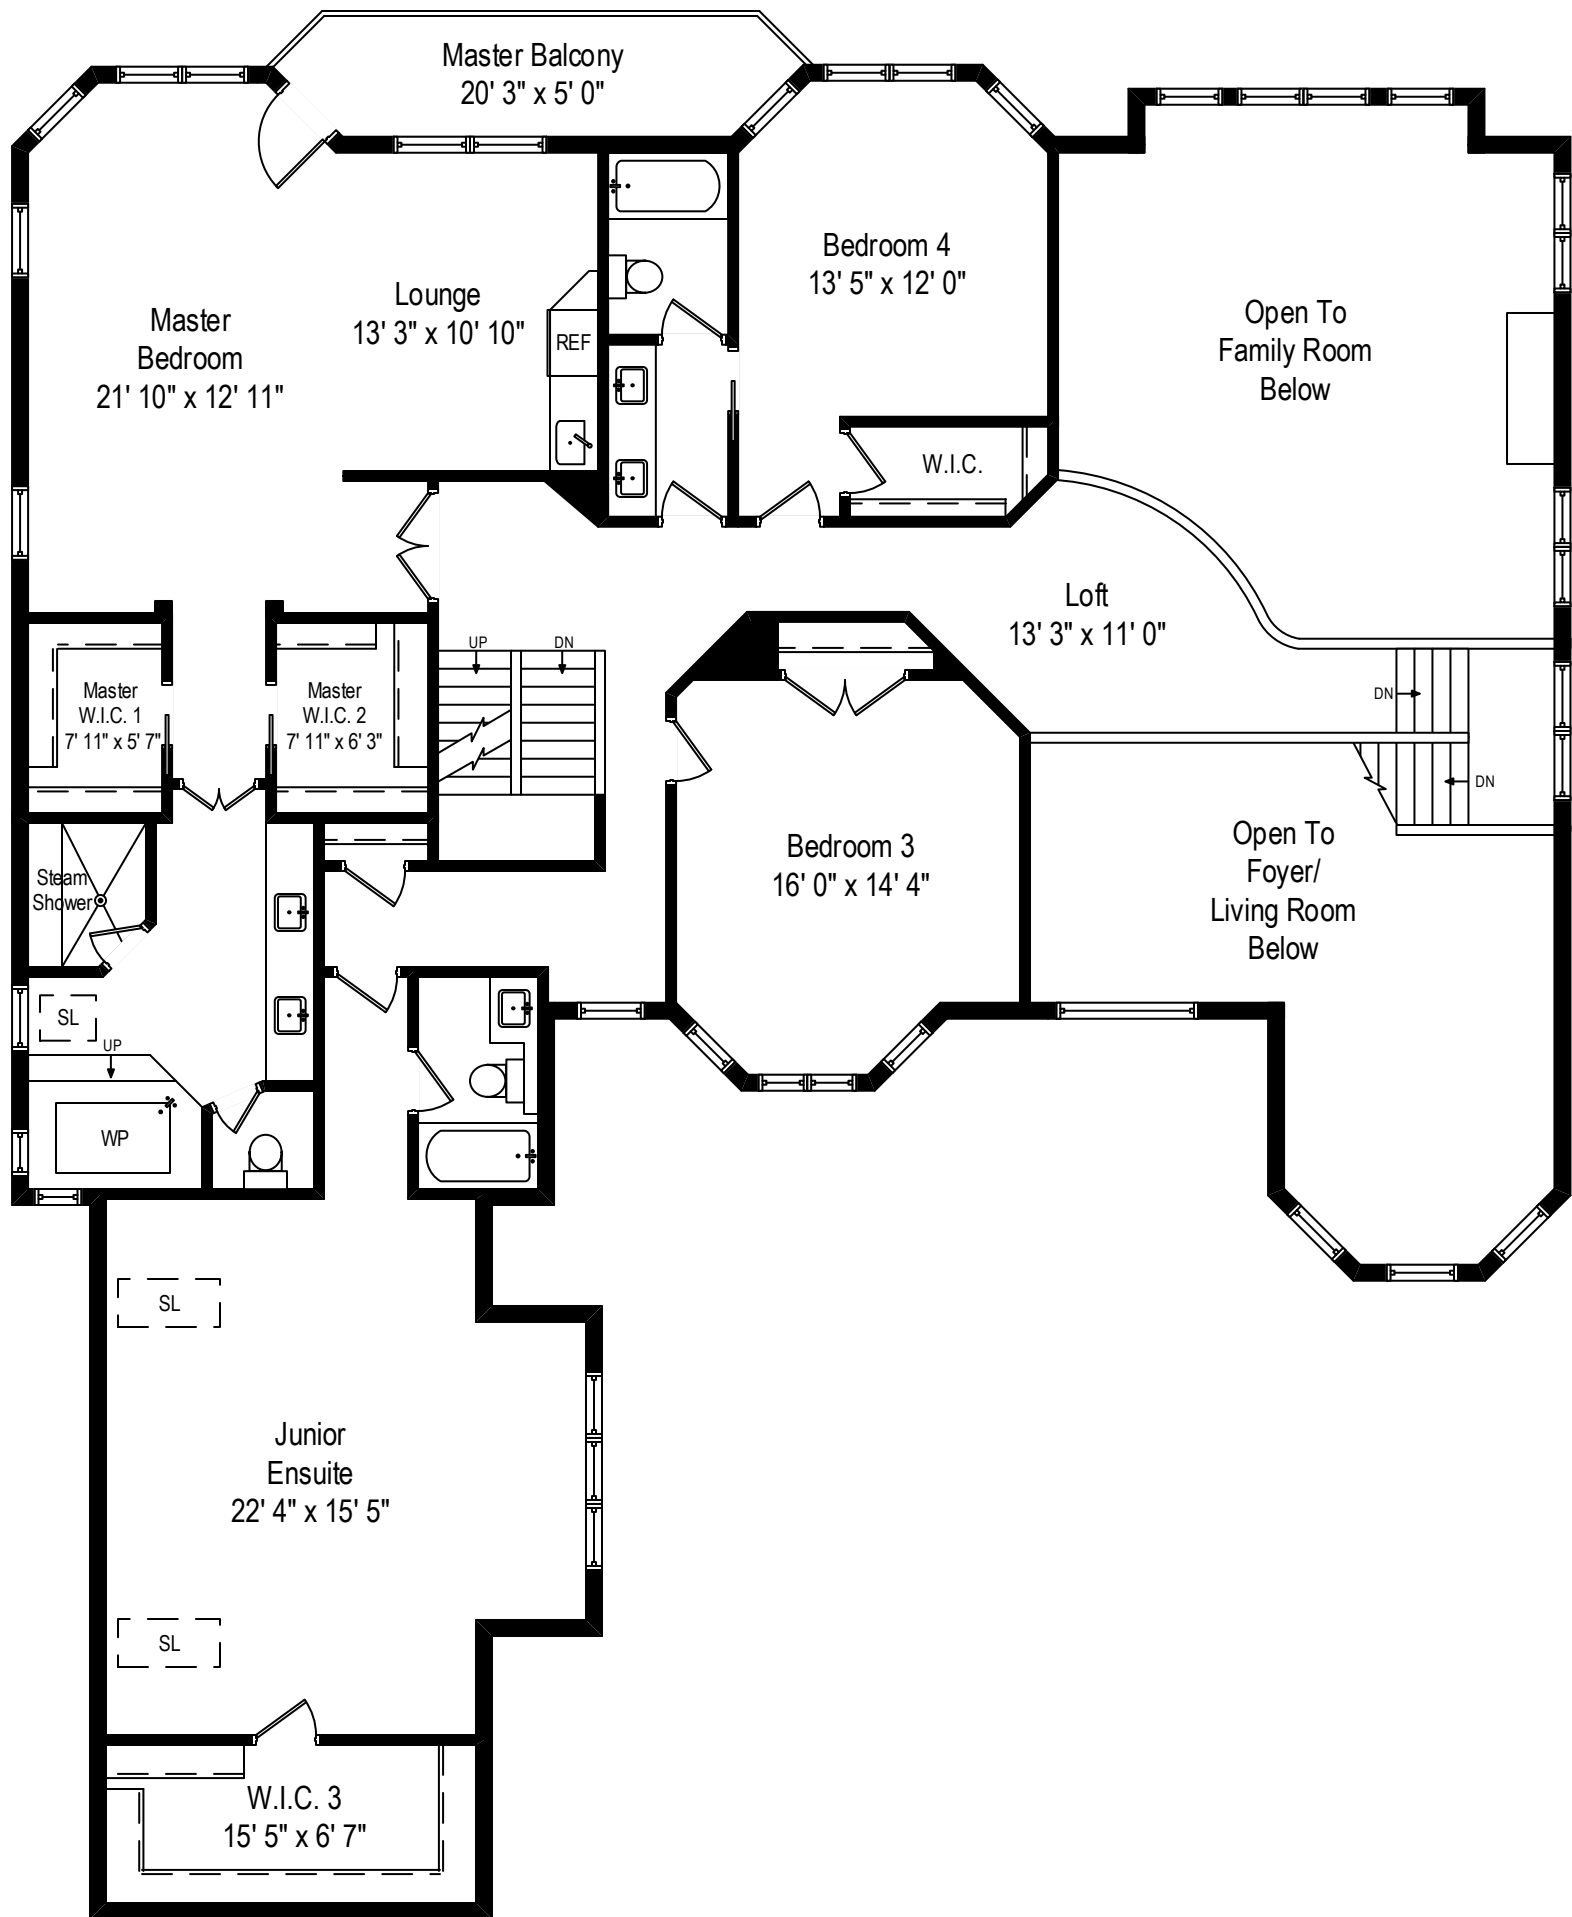 Master Balcony
20' 3" x 5' 0"
Bedroom 4
13' 5" x 12' 0"
Lounge
13' 3" x 10' 10"
REF
Master
Bedroom
21' 10" x 12' 11"
Open To
Family Room
Below
W.I.C.
Loft
13' 3" x 11' 0"
UP
DN
Master
W.I.C. 1
7' 11" x 5' 7"
Master
W.I.C. 2
7' 11" x 6' 3"
DN
DN
Bedroom 3
16' 0" x 14' 4"
Open To
Foyer/
Living Room
Below
Steam
Shower
SL
UP
WP
SL
Junior
Ensuite
22' 4" x 15' 5"
SL
W.I.C. 3
15' 5" x 6' 7"